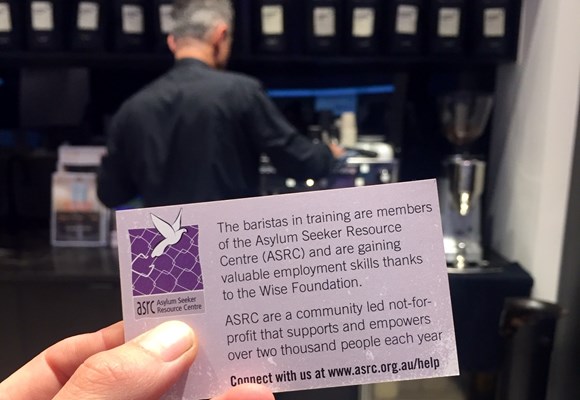 The baristas in training are members
of the Asylum Seeker Resource
Centre (ASRC) and are gaining
valuable employment skills thanks
to the Wise Foundation.
ASRC are a community led not-for-
profit that supports and empowers
over two thousand people each year
Connect with us at www.asrc.org.au/help
asrc Asylum Seeker
Resource Centre